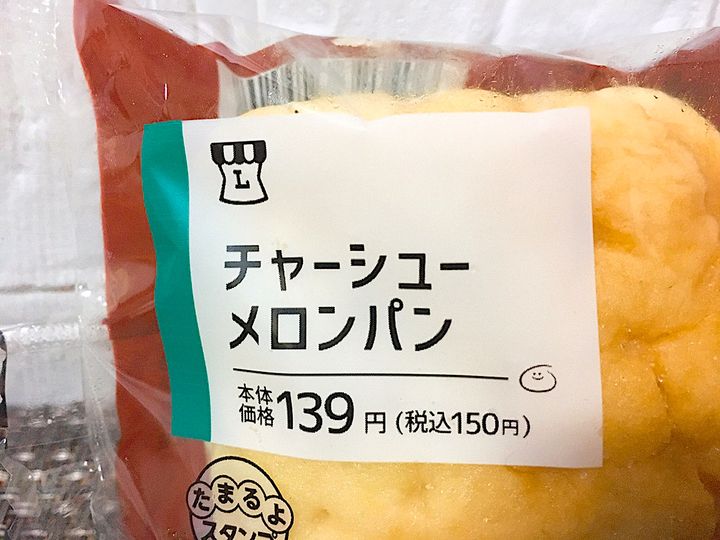 L
チャーシュー
メロンパン
本体
価格139円(税込150円)
たまるよ
スタンプ